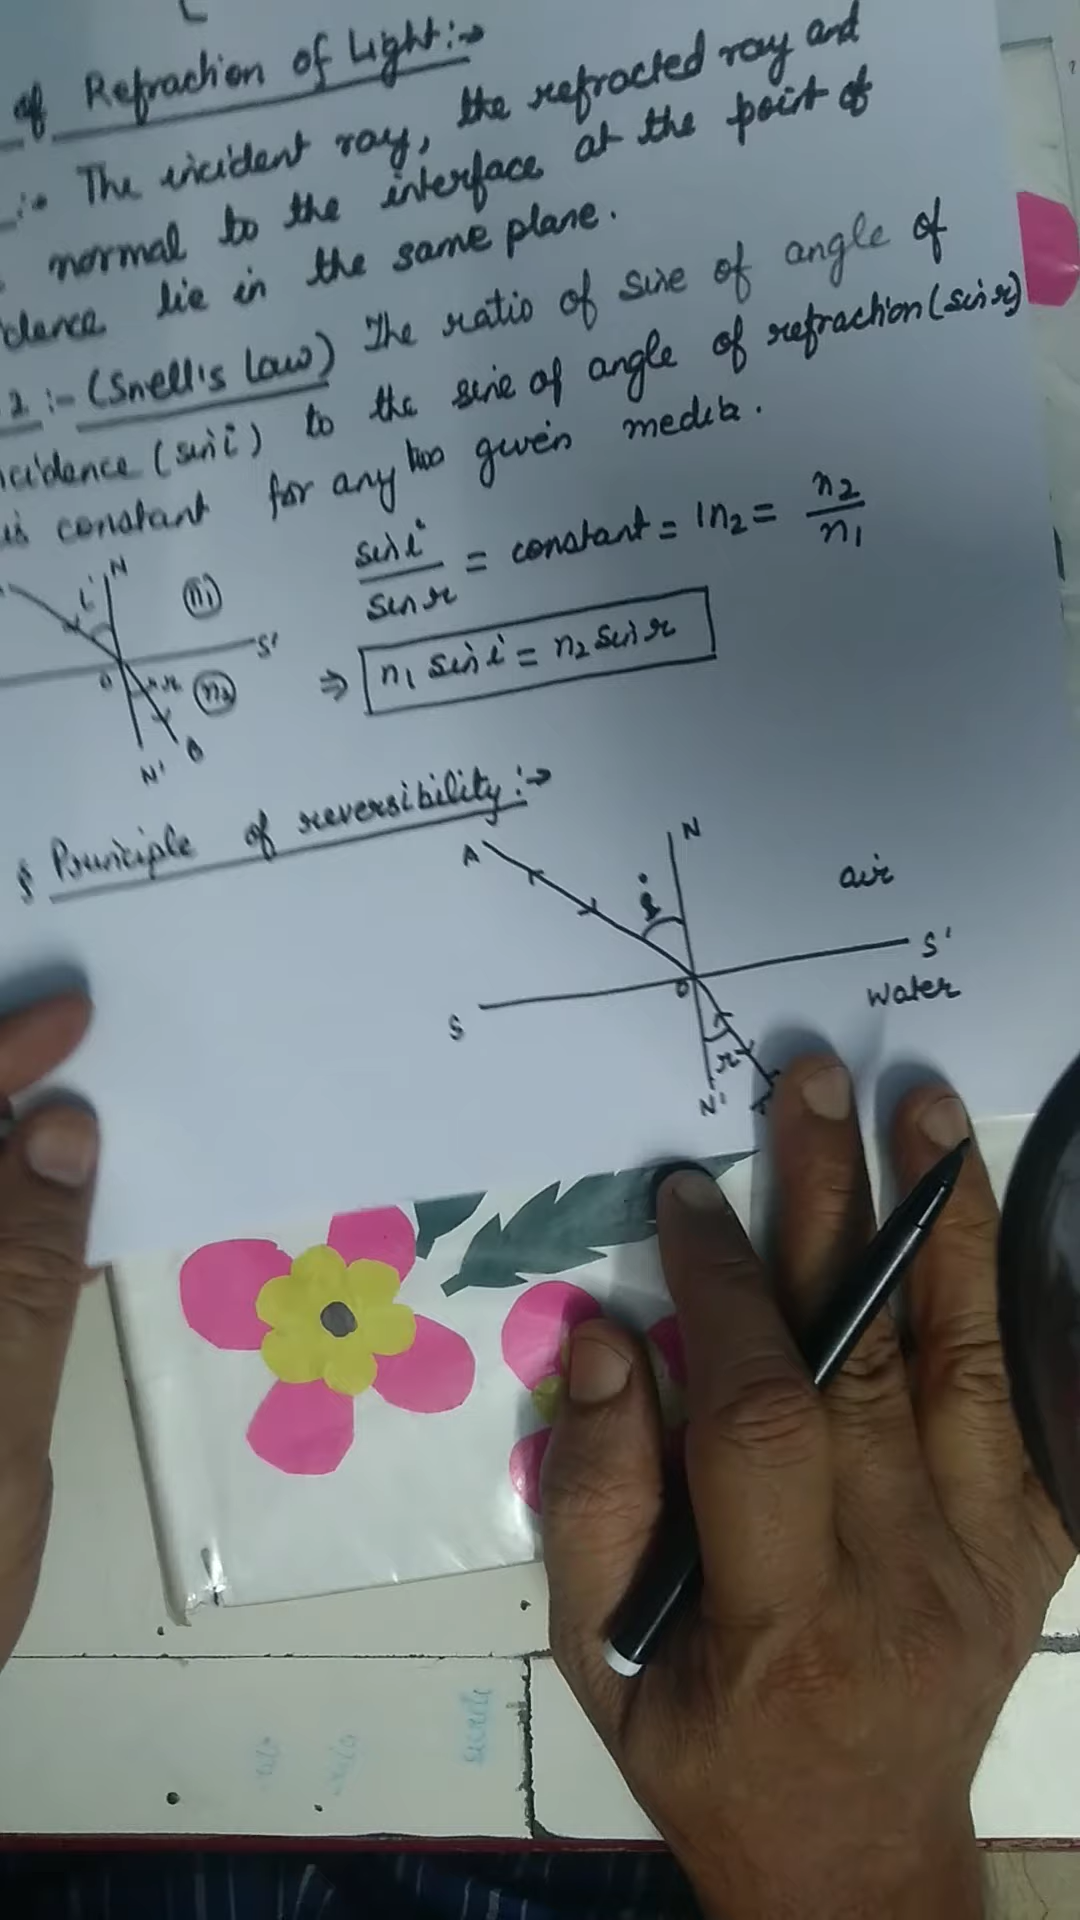 of Refraction of Light:→
:- The incident ray, the refracted ray and
normal to the interface at the point of
dence lie in the same plane.
2 :- (Snell's Law) The ratio of sine of angle of
ncidence (sin i) to the sine of angle of refraction (sin r)
is constant for any two given media.
sin i / sin r = constant = 1n2 = n2 / n1
⇒ n1 sin i = n2 sin r
N
i
n1
S'
O
r
n2
N'
B
§ Principle of reversibility :→
A
N
i
air
S'
S
O
water
r
N'